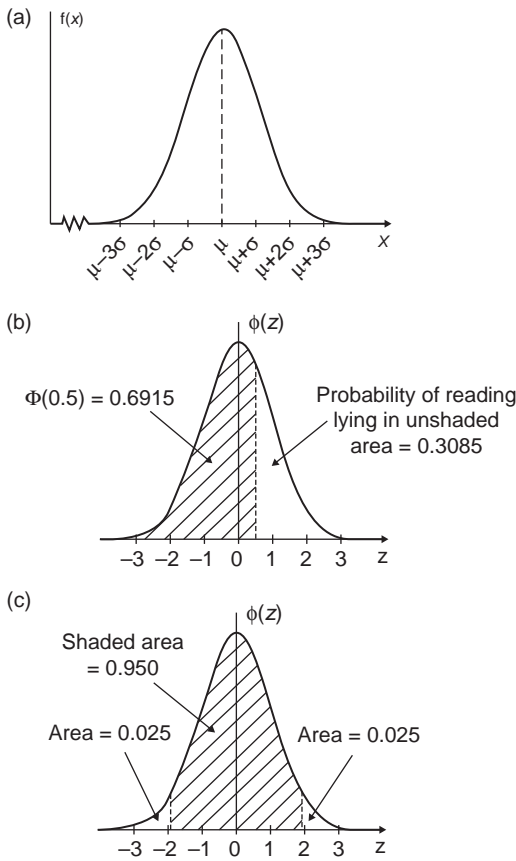 (a)
f(x)
μ–3σ μ–2σ μ–σ μ μ+σ μ+2σ μ+3σ
x
(b)
ϕ(z)
Φ(0.5) = 0.6915
Probability of reading
lying in unshaded
area = 0.3085
–3 –2 –1 0 1 2 3 z
(c)
ϕ(z)
Shaded area
= 0.950
Area = 0.025 Area = 0.025
–3 –2 –1 0 1 2 3 z